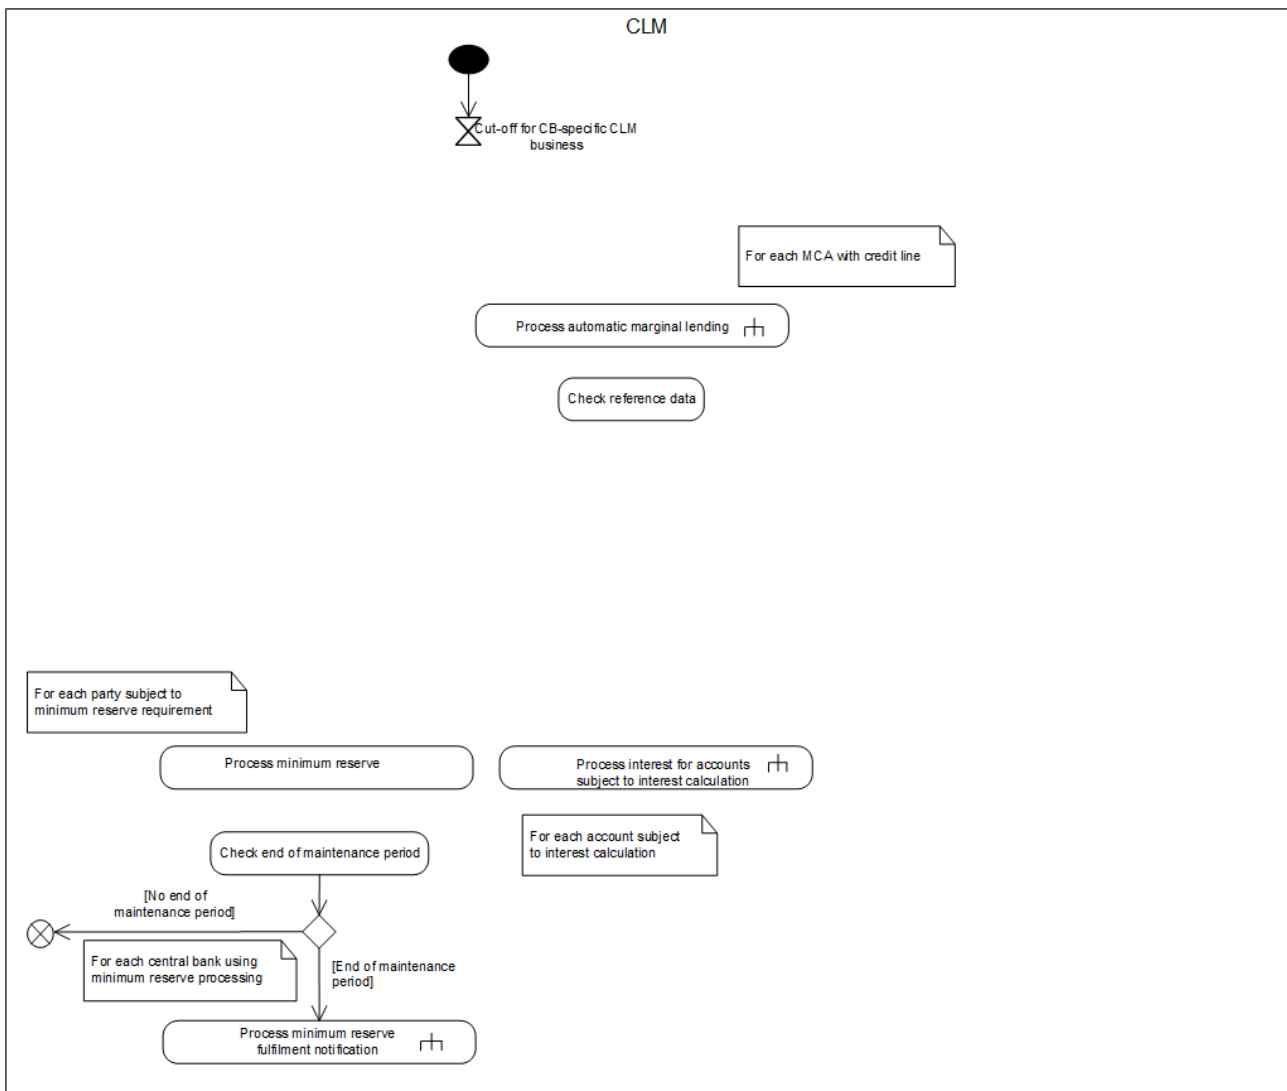 CLM
Cut-off for CB-specific CLM
business
For each MCA with credit line
Process automatic marginal lending
Check reference data
For each party subject to
minimum reserve requirement
Process minimum reserve
Process interest for accounts
subject to interest calculation
For each account subject
to interest calculation
Check end of maintenance period
[No end of
maintenance period]
For each central bank using
minimum reserve processing
[End of maintenance
period]
Process minimum reserve
fulfilment notification